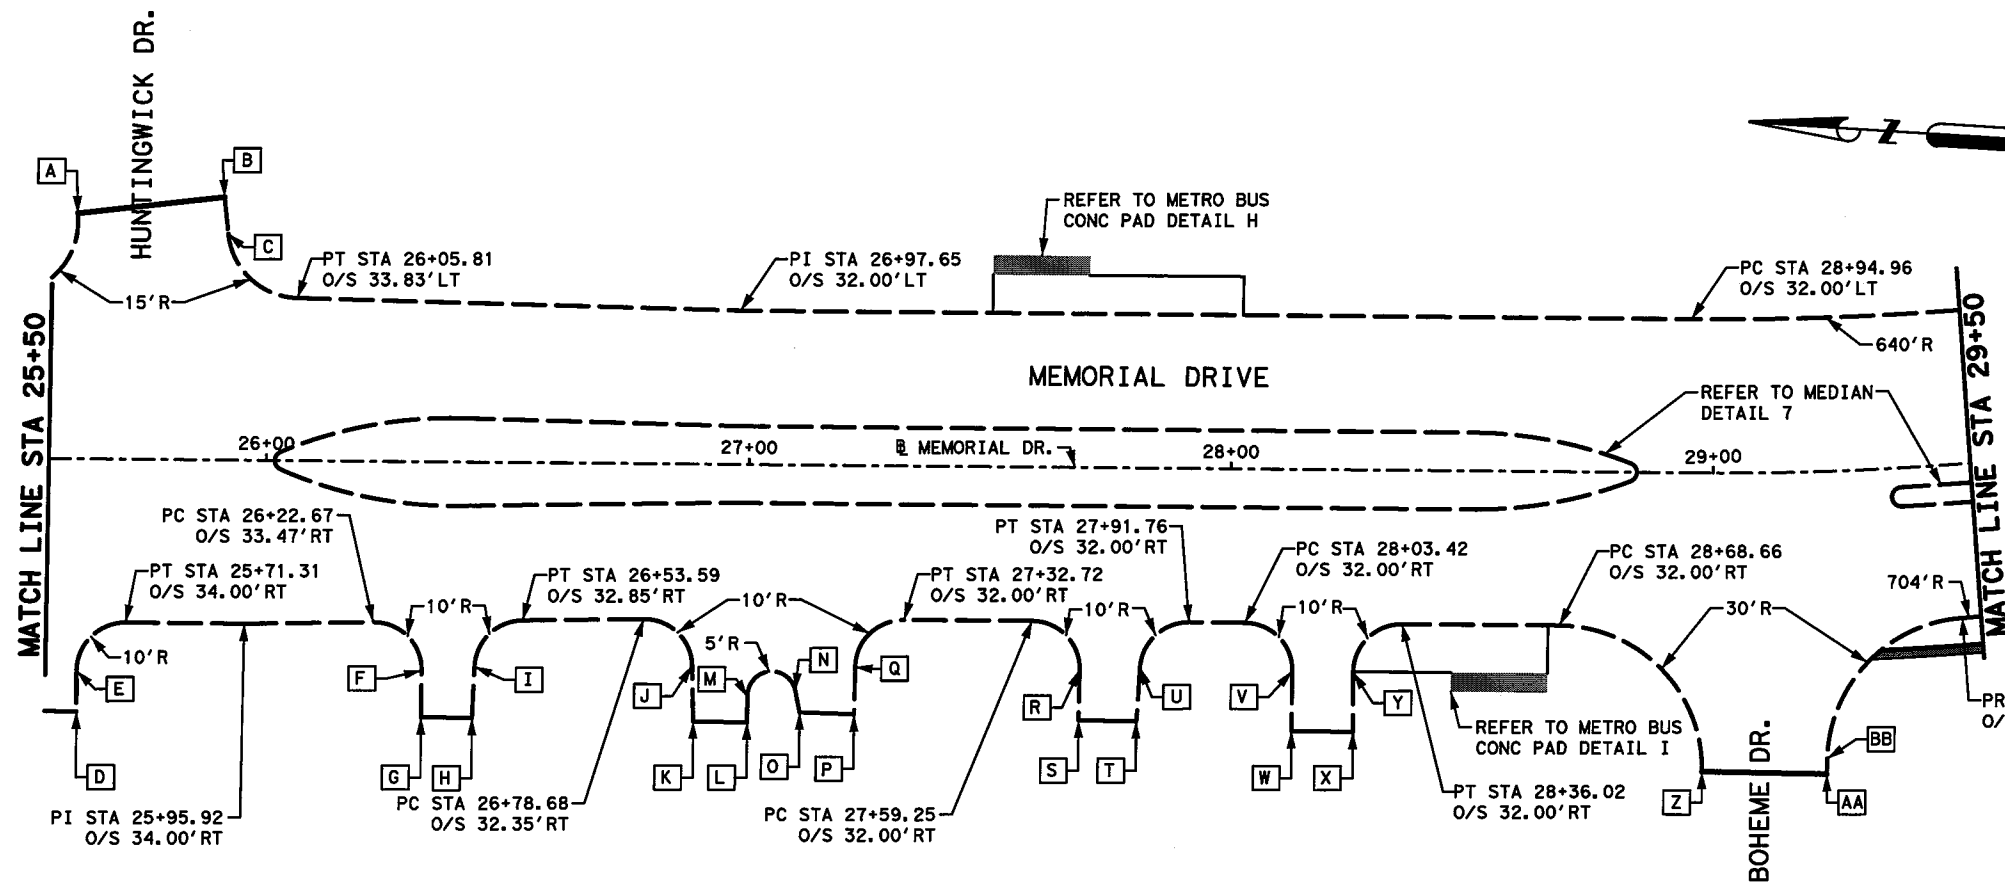 HUNTINGWICK DR.
A
B
C
15'R
PT STA 26+05.81
O/S 33.83'LT
PI STA 26+97.65
O/S 32.00'LT
REFER TO METRO BUS
CONC PAD DETAIL H
Z
PC STA 28+94.96
O/S 32.00'LT
640'R
MATCH LINE STA 25+50
MEMORIAL DRIVE
REFER TO MEDIAN
DETAIL 7
MATCH LINE STA 29+50
26+00
27+00
B MEMORIAL DR.
28+00
29+00
PC STA 26+22.67
O/S 33.47'RT
PT STA 25+71.31
O/S 34.00'RT
10'R
E
D
10'R
PT STA 26+53.59
O/S 32.85'RT
F
I
G
H
10'R
5'R
J
M
N
Q
K
L
O
P
PT STA 27+32.72
O/S 32.00'RT
PT STA 27+91.76
O/S 32.00'RT
10'R
R
U
S
T
PC STA 28+03.42
O/S 32.00'RT
10'R
V
Y
W
X
PC STA 28+68.66
O/S 32.00'RT
30'R
704'R
PR
O/
REFER TO METRO BUS
CONC PAD DETAIL I
BB
Z
AA
BOHEME DR.
PI STA 25+95.92
O/S 34.00'RT
PC STA 26+78.68
O/S 32.35'RT
PC STA 27+59.25
O/S 32.00'RT
PT STA 28+36.02
O/S 32.00'RT